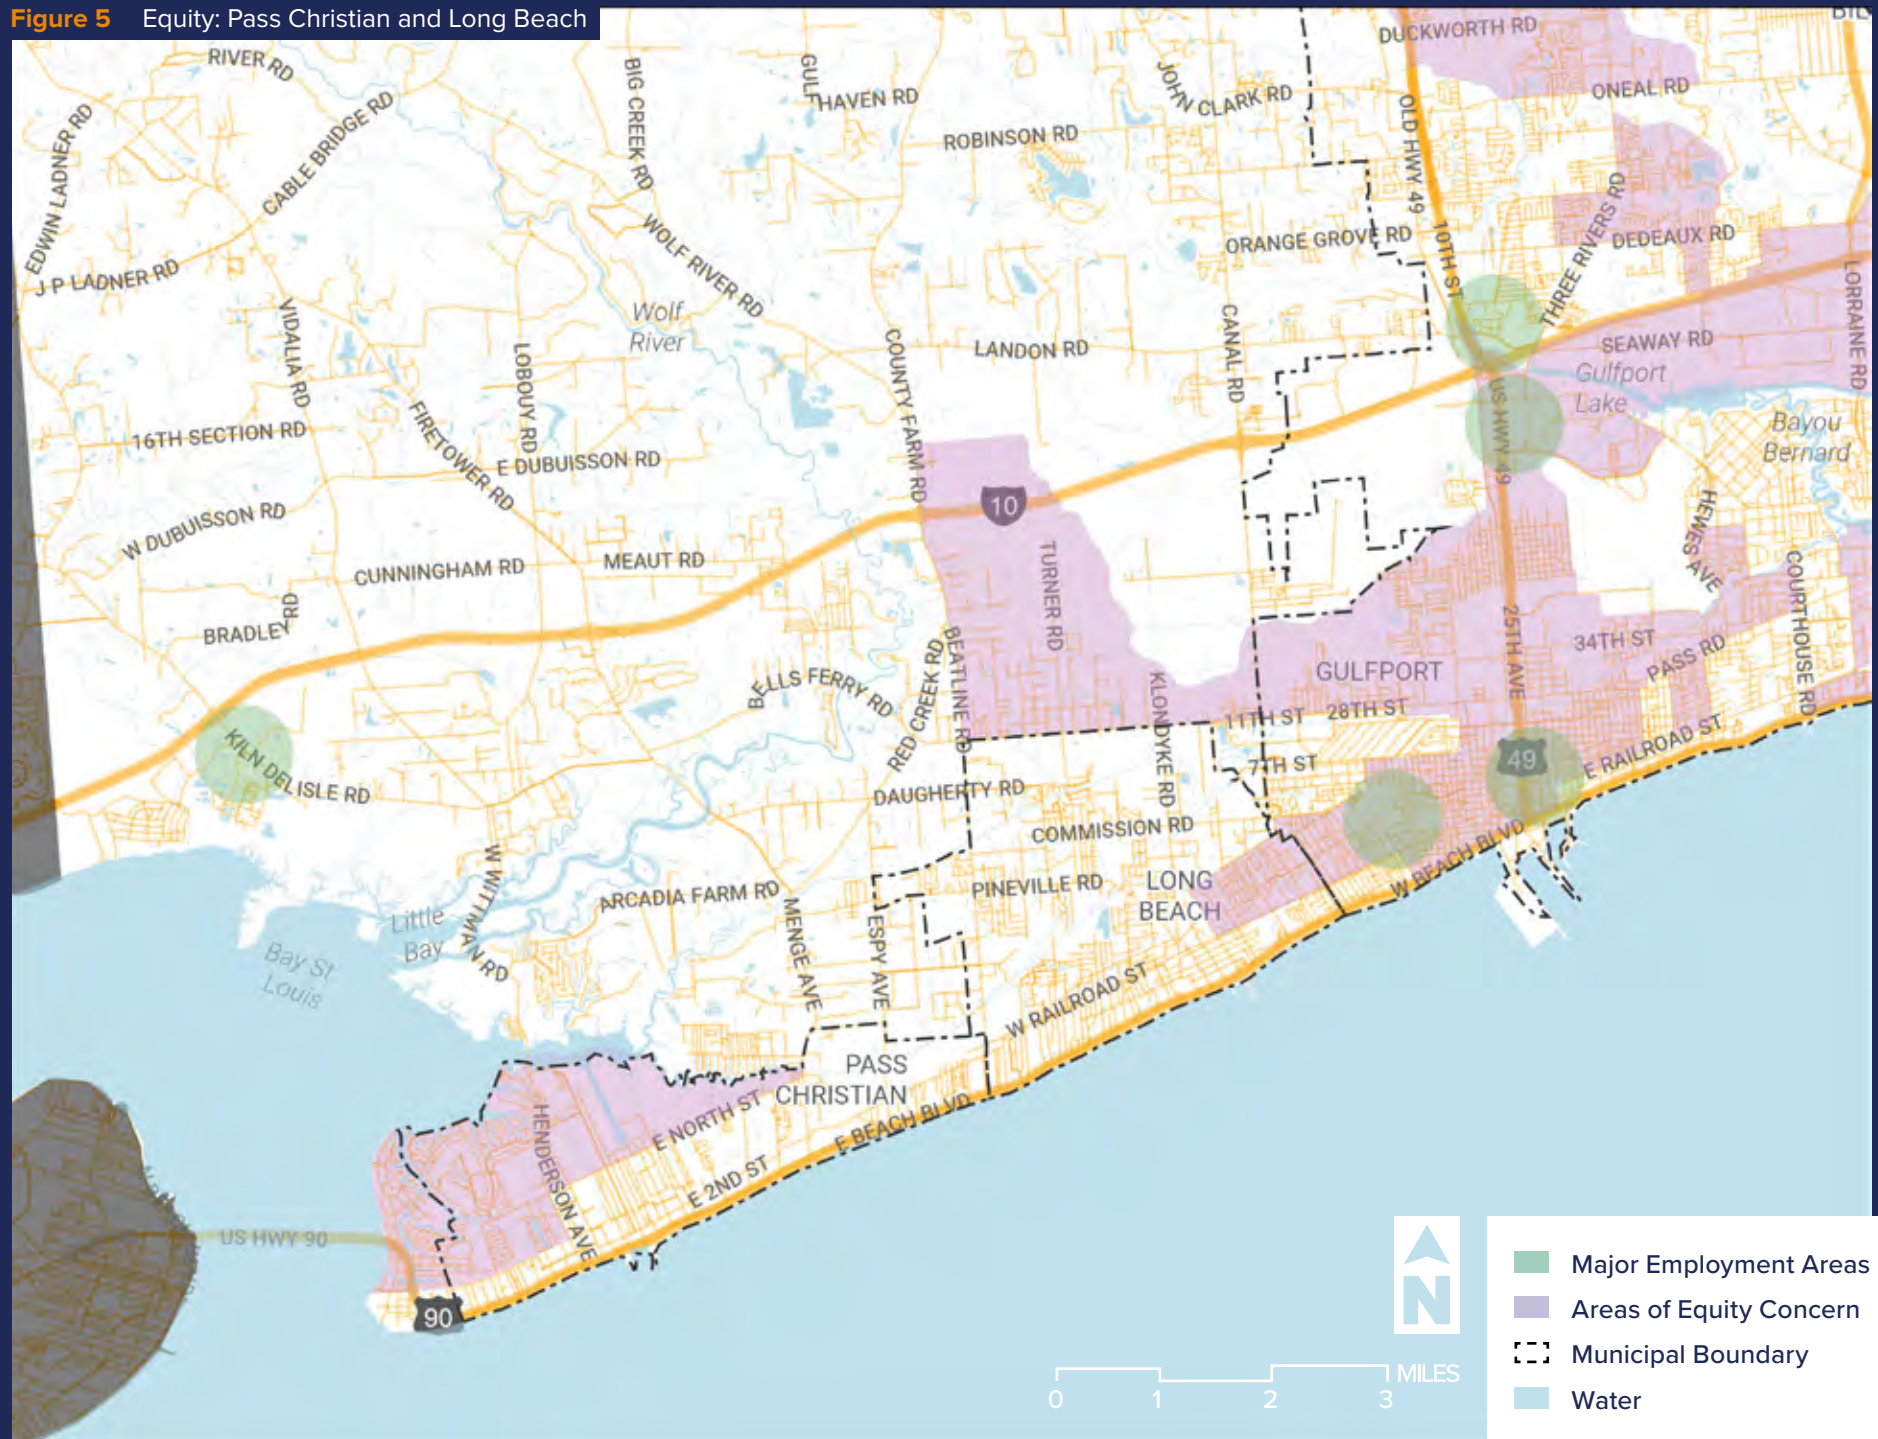 Figure 5 Equity: Pass Christian and Long Beach
DUCKWORTH RD
RIVER RD
BIG CREEK RD
GULF HAVEN RD
JOHN CLARK RD
ONEAL RD
EDWIN LADNER RD
CABLE BRIDGE RD
ROBINSON RD
OLD HWY 49
J P LADNER RD
WOLF RIVER RD
ORANGE GROVE RD
10TH ST
THREE RIVERS RD
DEDEAUX RD
VIDALIA RD
Wolf
River
LOBOUY RD
COUNTY FARM RD
LANDON RD
CANAL RD
SEAWAY RD
LORRAINE RD
Gulfport
Lake
US HWY 49
16TH SECTION RD
FIRETOWER RD
E DUBUISSON RD
Bayou
Bernard
W DUBUISSON RD
10
HEWES AVE
CUNNINGHAM RD
MEAUT RD
TURNER RD
COURTHOUSE RD
BRADLEY RD
25TH AVE
34TH ST
PASS RD
BELLS FERRY RD
RED CREEK RD
BEATLINE RD
KLONDYKE RD
GULFPORT
11TH ST
28TH ST
KILN DELISLE RD
7TH ST
49
E RAILROAD ST
DAUGHERTY RD
COMMISSION RD
W BEACH BLVD
W WITTMAN RD
ARCADIA FARM RD
MENGE AVE
ESPY AVE
PINEVILLE RD
LONG
BEACH
Little
Bay
Bay St
Louis
W RAILROAD ST
PASS
CHRISTIAN
HENDERSON AVE
E NORTH ST
E BEACH BLVD
E 2ND ST
US HWY 90
90
N
MILES
0 1 2 3
Major Employment Areas
Areas of Equity Concern
Municipal Boundary
Water